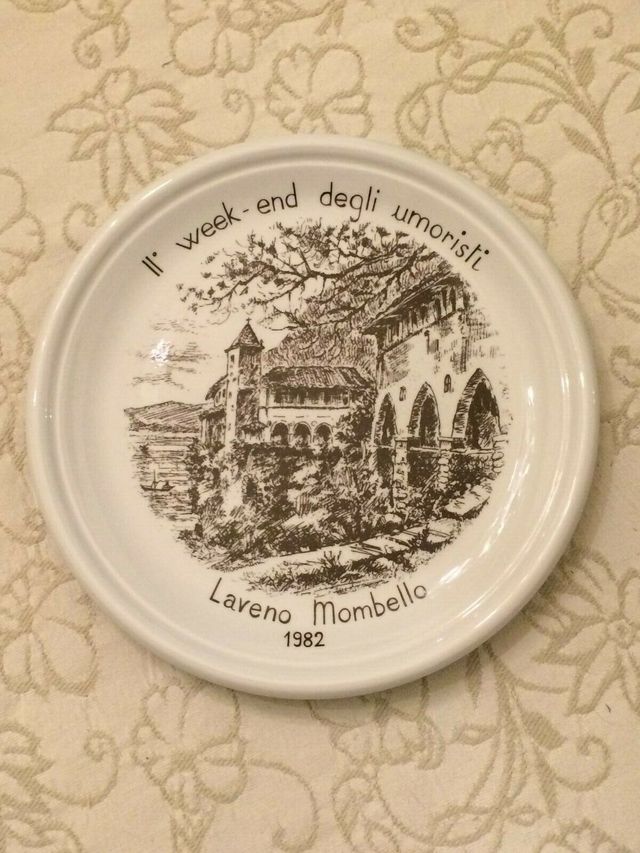 II° week-end degli umoristi
Laveno Mombello
1982